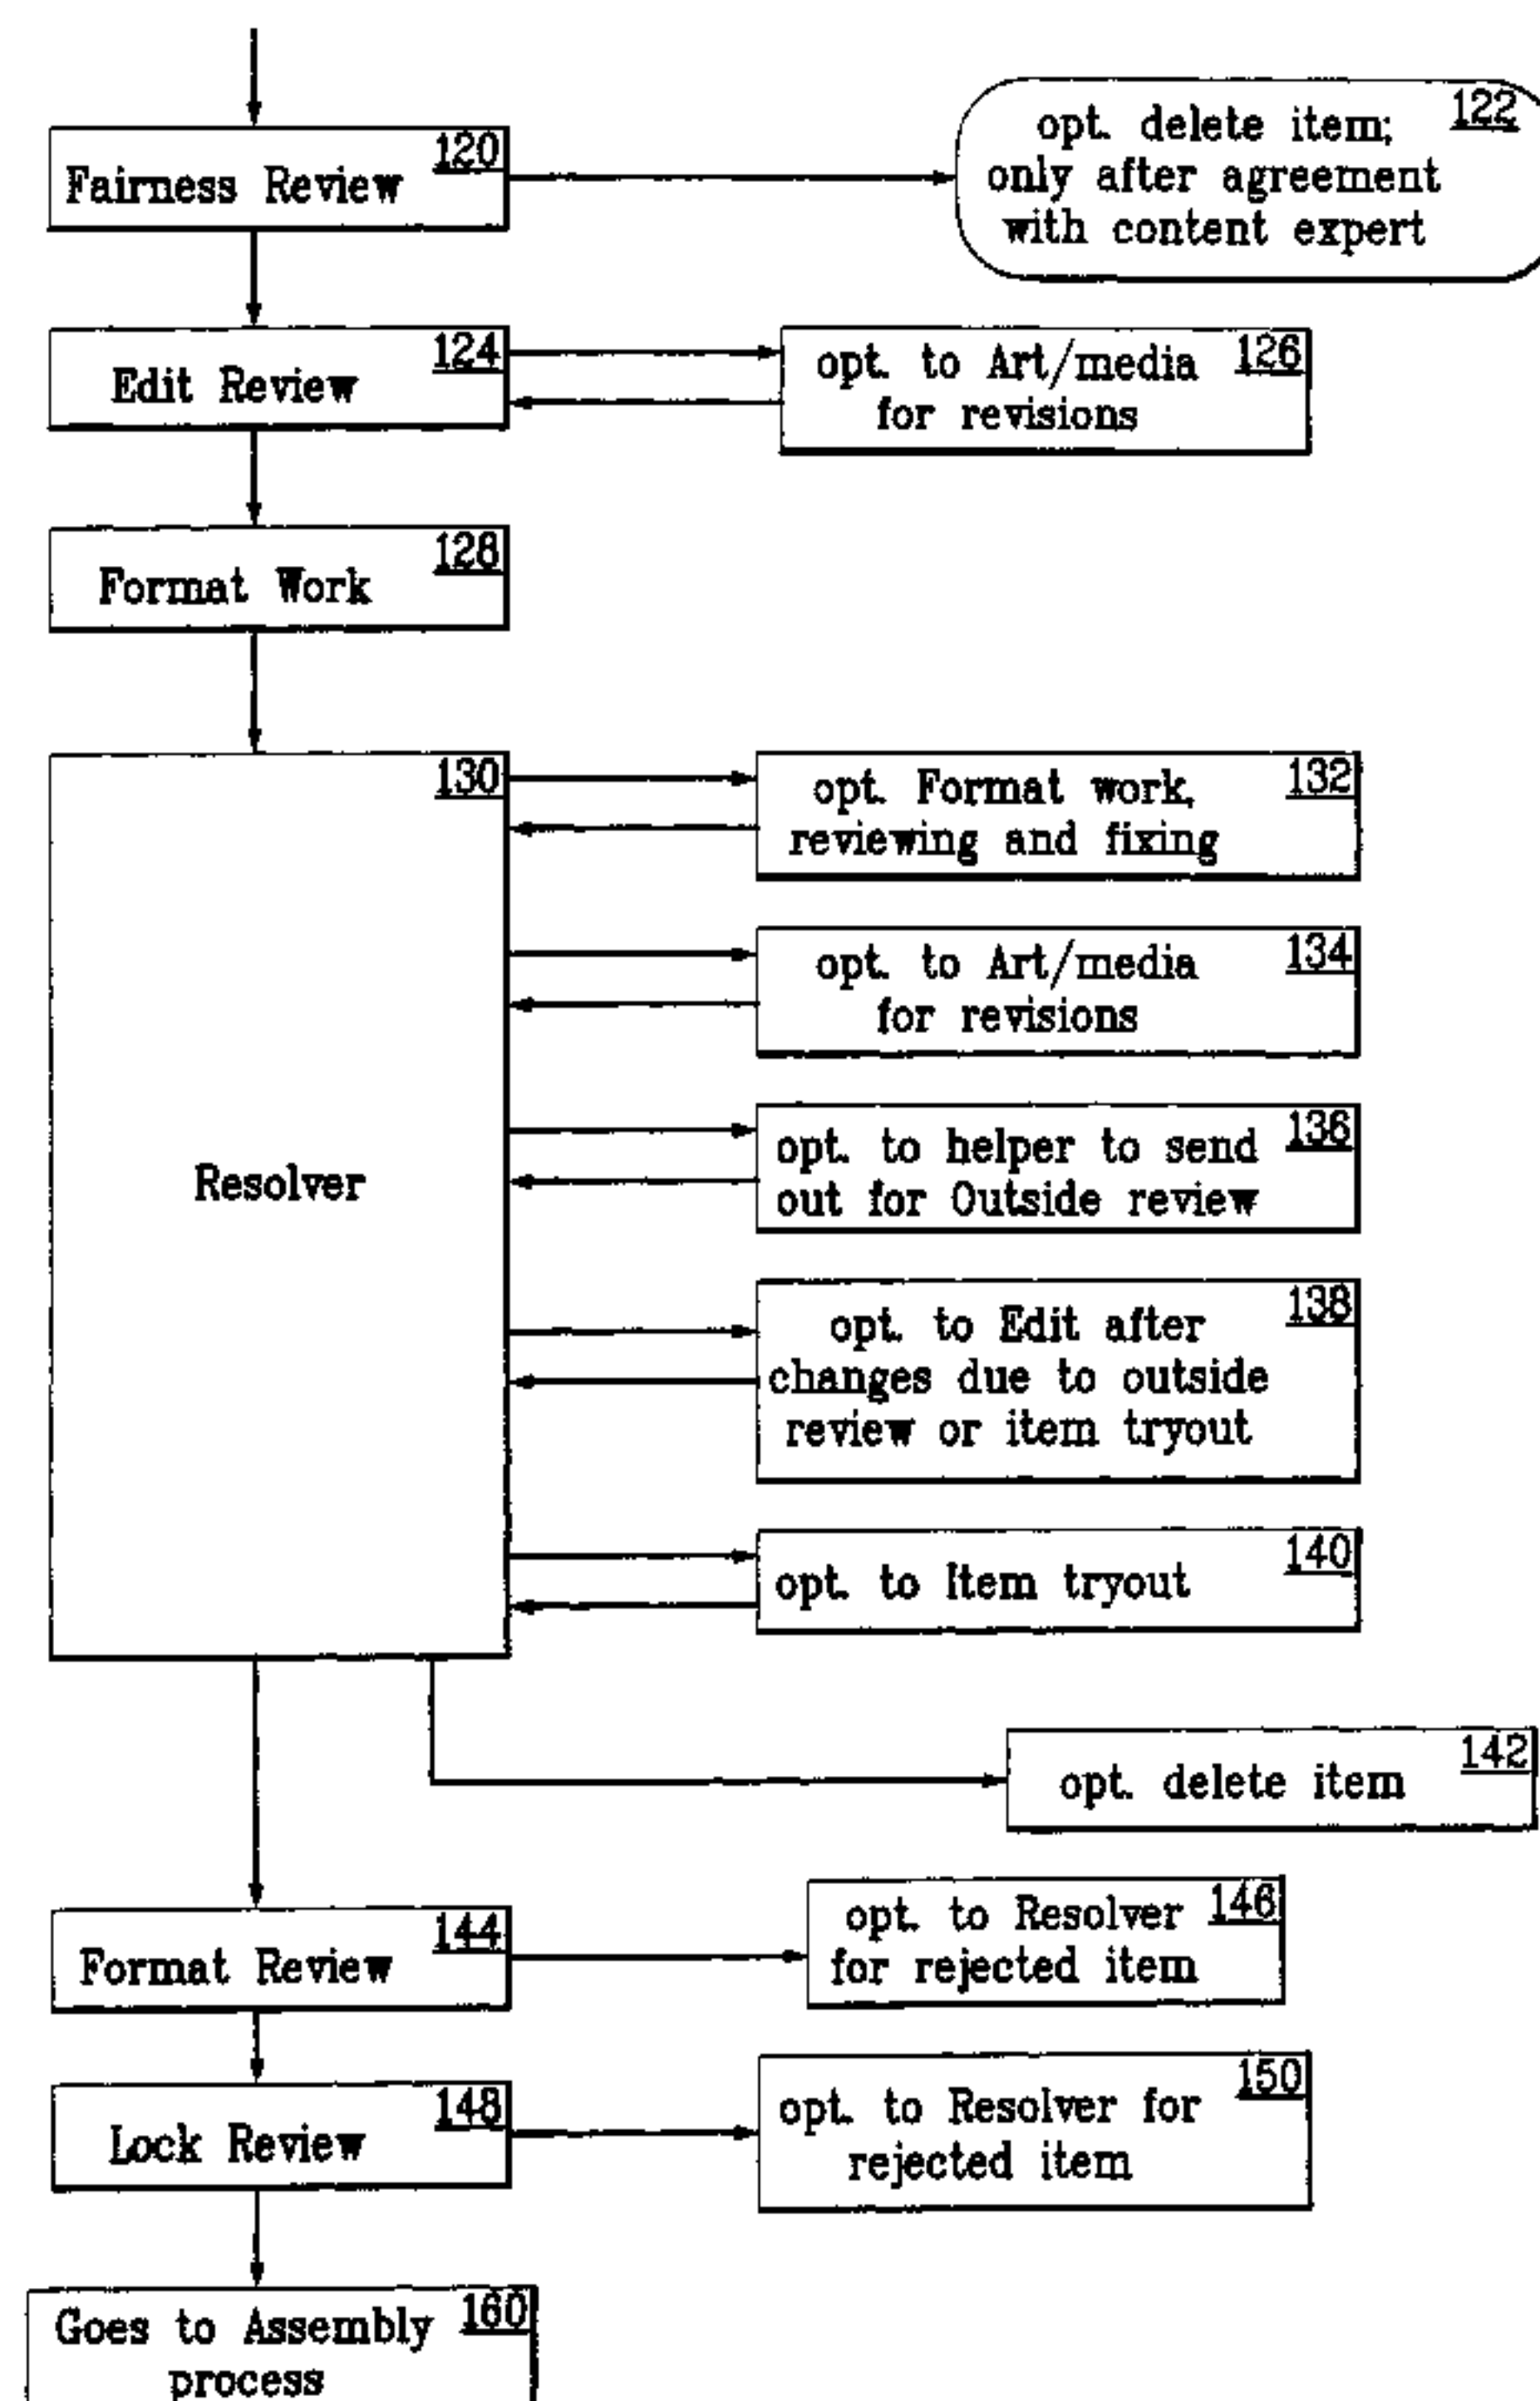 120
Fairness Review
122
opt. delete item;
only after agreement
with content expert
124
Edit Review
126
opt. to Art/media
for revisions
128
Format Work
130
Resolver
132
opt. Format work,
reviewing and fixing
134
opt. to Art/media
for revisions
136
opt. to helper to send
out for Outside review
138
opt. to Edit after
changes due to outside
review or item tryout
140
opt. to Item tryout
142
opt. delete item
144
Format Review
146
opt. to Resolver
for rejected item
148
Lock Review
150
opt. to Resolver for
rejected item
160
Goes to Assembly
process